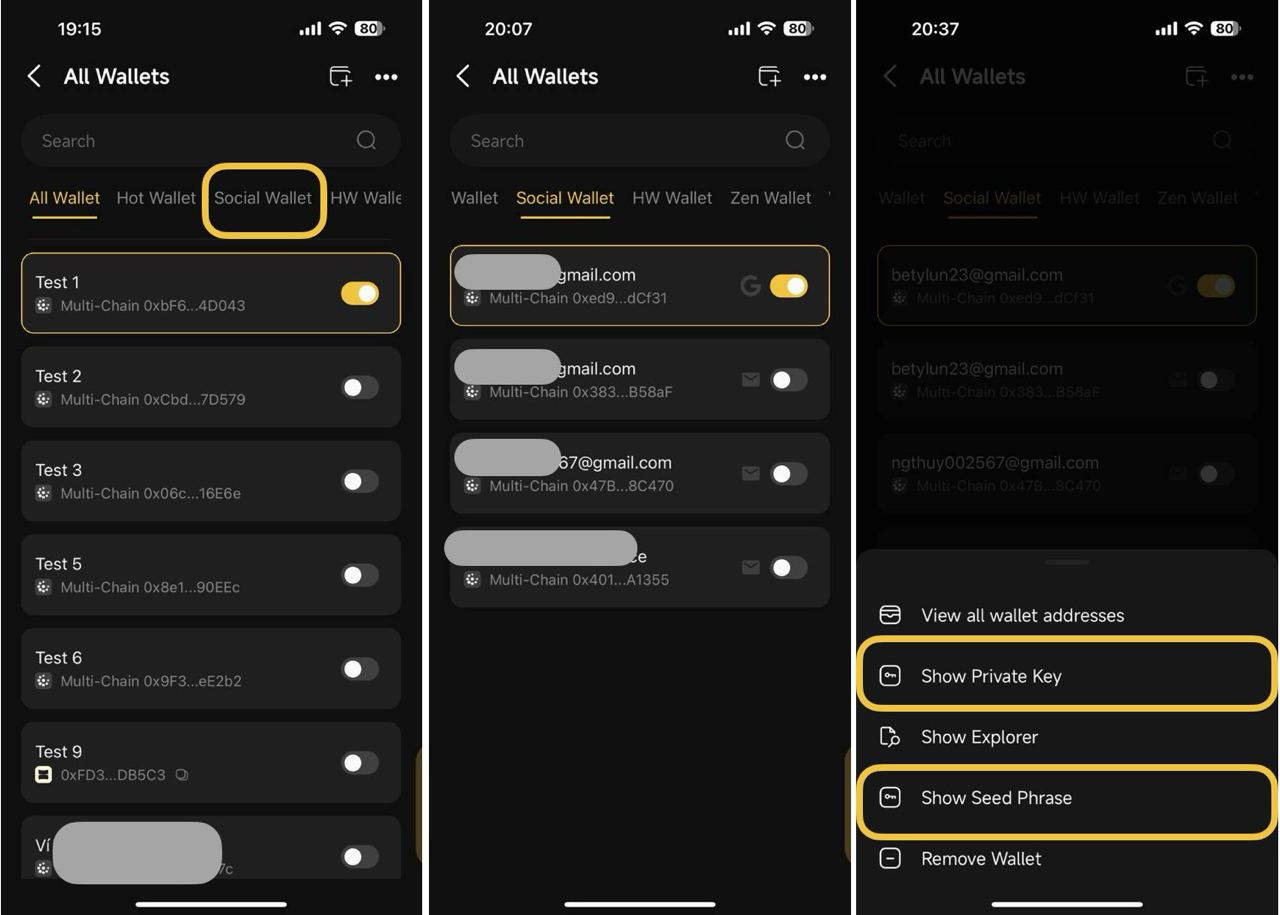 19:15
80
All Wallets
Search
All Wallet Hot Wallet Social Wallet HW Walle
Test 1
Multi-Chain 0xbF6...4D043
Test 2
Multi-Chain 0xCbd...7D579
Test 3
Multi-Chain 0x06c...16E6e
Test 5
Multi-Chain 0x8e1...90EEc
Test 6
Multi-Chain 0x9F3...eE2b2
Test 9
0xFD3...DB5C3
Ví
7c
20:07
80
All Wallets
Search
Wallet Social Wallet HW Wallet Zen Wallet
gmail.com
Multi-Chain 0xed9...dCf31
gmail.com
Multi-Chain 0x383...B58aF
67@gmail.com
Multi-Chain 0x47B...8C470
ce
Multi-Chain 0x401...A1355
20:37
80
All Wallets
Search
Wallet Social Wallet HW Wallet Zen Wallet
betylun23@gmail.com
Multi-Chain 0xed9...dCf31
betylun23@gmail.com
Multi-Chain 0x383...B58aF
ngthuy002567@gmail.com
Multi-Chain 0x47B...8C470
View all wallet addresses
Show Private Key
Show Explorer
Show Seed Phrase
Remove Wallet